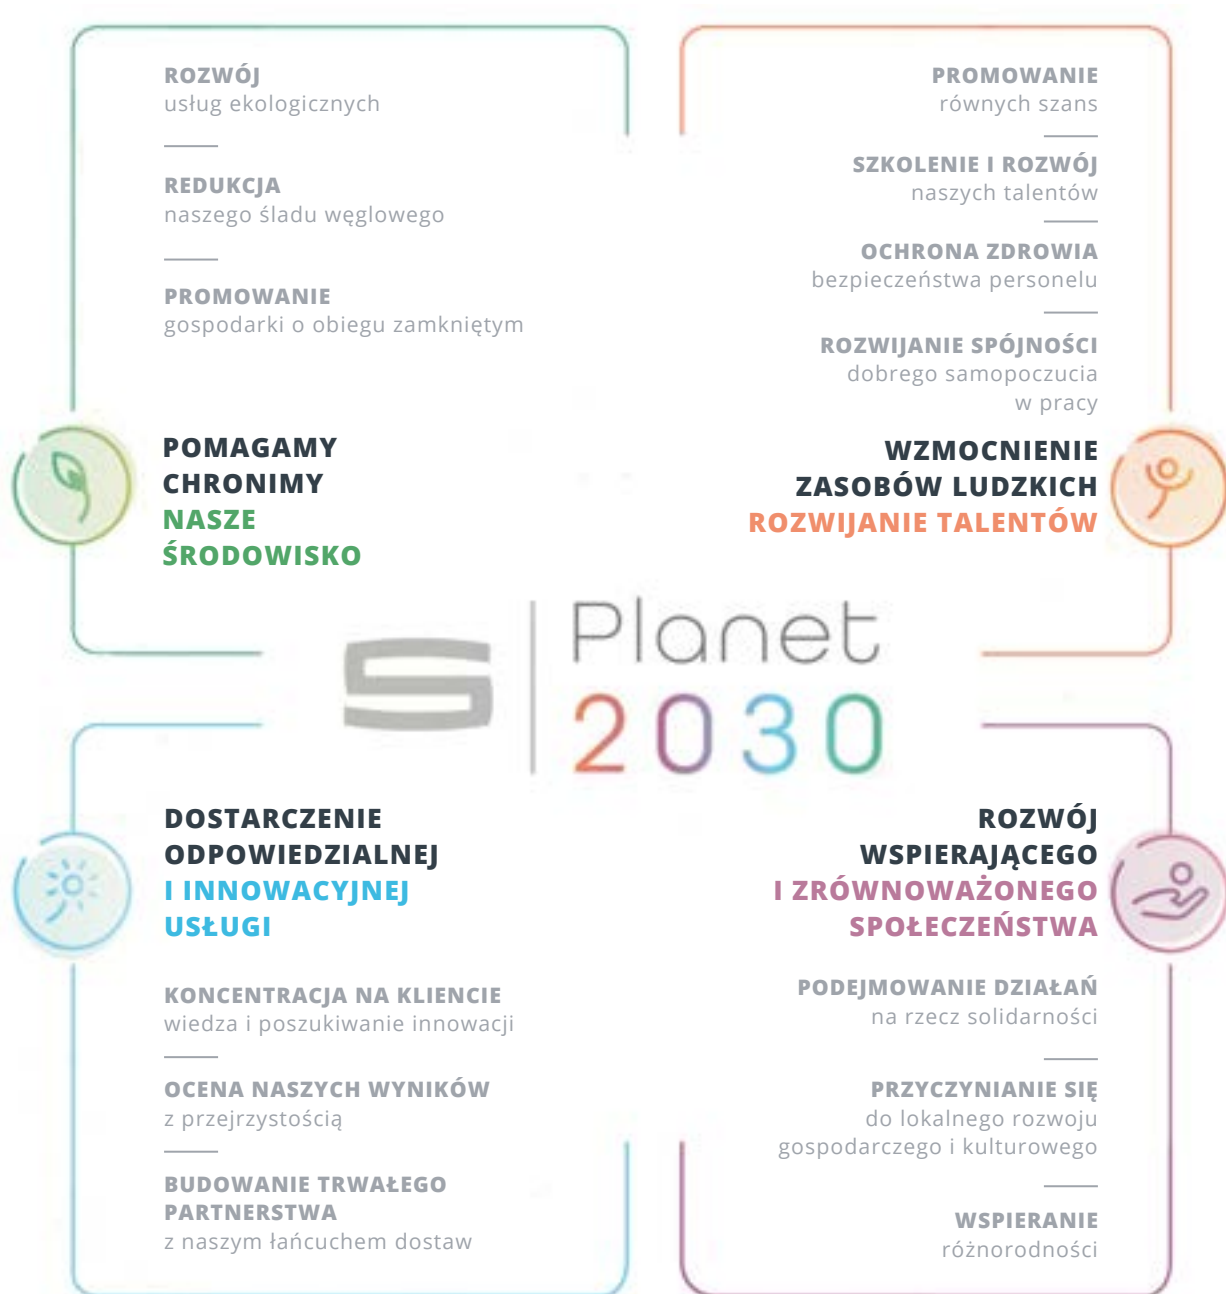 ROZWÓJ
usług ekologicznych
REDUKCJA
naszego śladu węglowego
PROMOWANIE
gospodarki o obiegu zamkniętym
POMAGAMY
CHRONIMY
NASZE
ŚRODOWISKO
PROMOWANIE
równych szans
SZKOLENIE I ROZWÓJ
naszych talentów
OCHRONA ZDROWIA
bezpieczeństwa personelu
ROZWIJANIE SPÓJNOŚCI
dobrego samopoczucia
w pracy
WZMOCNIENIE
ZASOBÓW LUDZKICH
ROZWIJANIE TALENTÓW
S Planet
2030
DOSTARCZENIE
ODPOWIEDZIALNEJ
I INNOWACYJNEJ
USŁUGI
KONCENTRACJA NA KLIENCIE
wiedza i poszukiwanie innowacji
OCENA NASZYCH WYNIKÓW
z przejrzystością
BUDOWANIE TRWAŁEGO
PARTNERSTWA
z naszym łańcuchem dostaw
ROZWÓJ
WSPIERAJĄCEGO
I ZRÓWNOWAŻONEGO
SPOŁECZEŃSTWA
PODEJMOWANIE DZIAŁAŃ
na rzecz solidarności
PRZYCZYNIANIE SIĘ
do lokalnego rozwoju
gospodarczego i kulturowego
WSPIERANIE
różnorodności